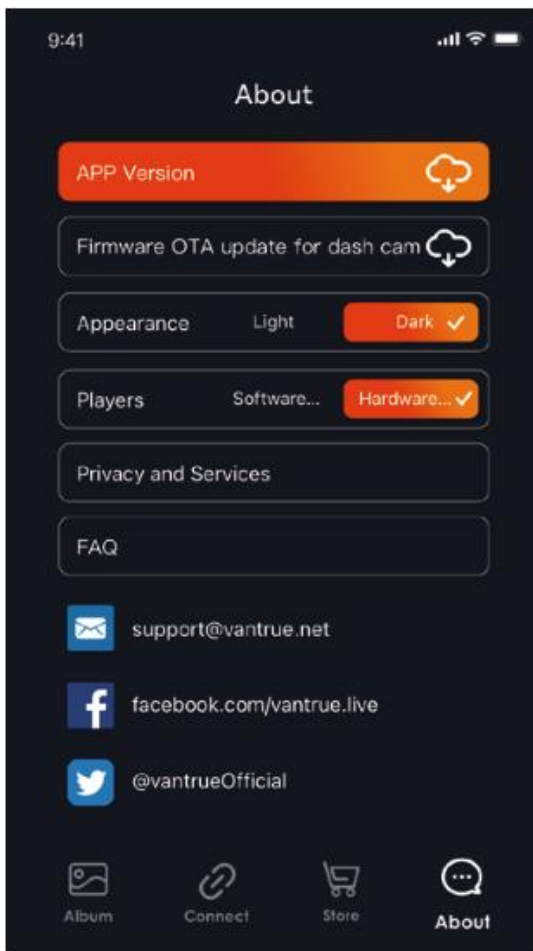 9:41
About
APP Version
Firmware OTA update for dash cam
Appearance Light Dark
Players Software... Hardware...
Privacy and Services
FAQ
support@vantrue.net
facebook.com/vantrue.live
@vantrueOfficial
Album Connect Store About